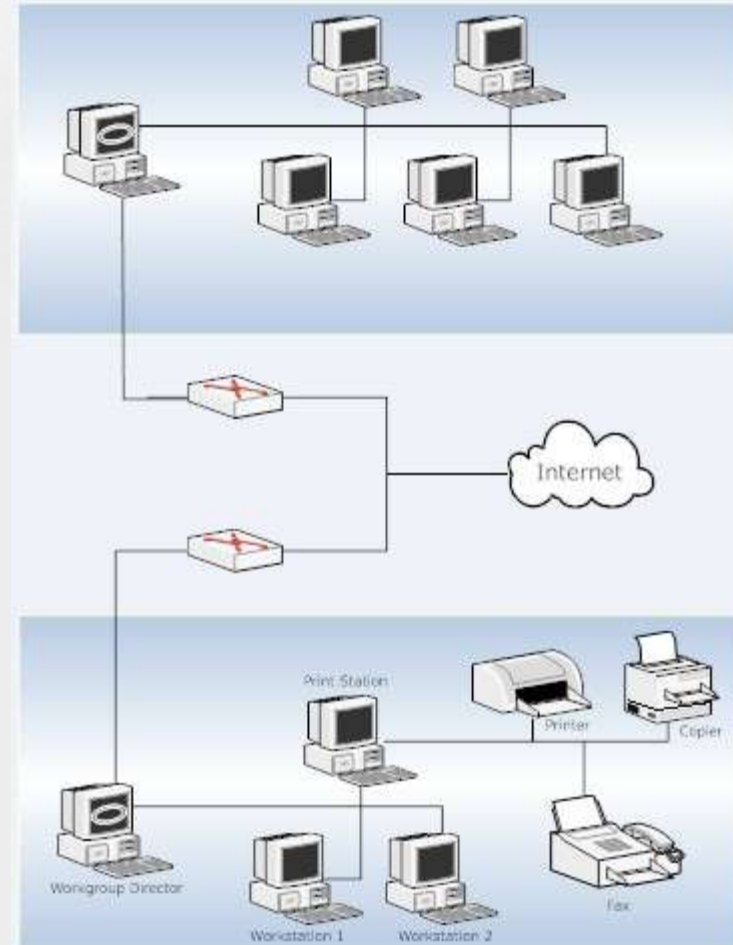 Internet
Print Station
Printer
Copier
Workgroup Director
Fax
Workstation 1
Workstation 2